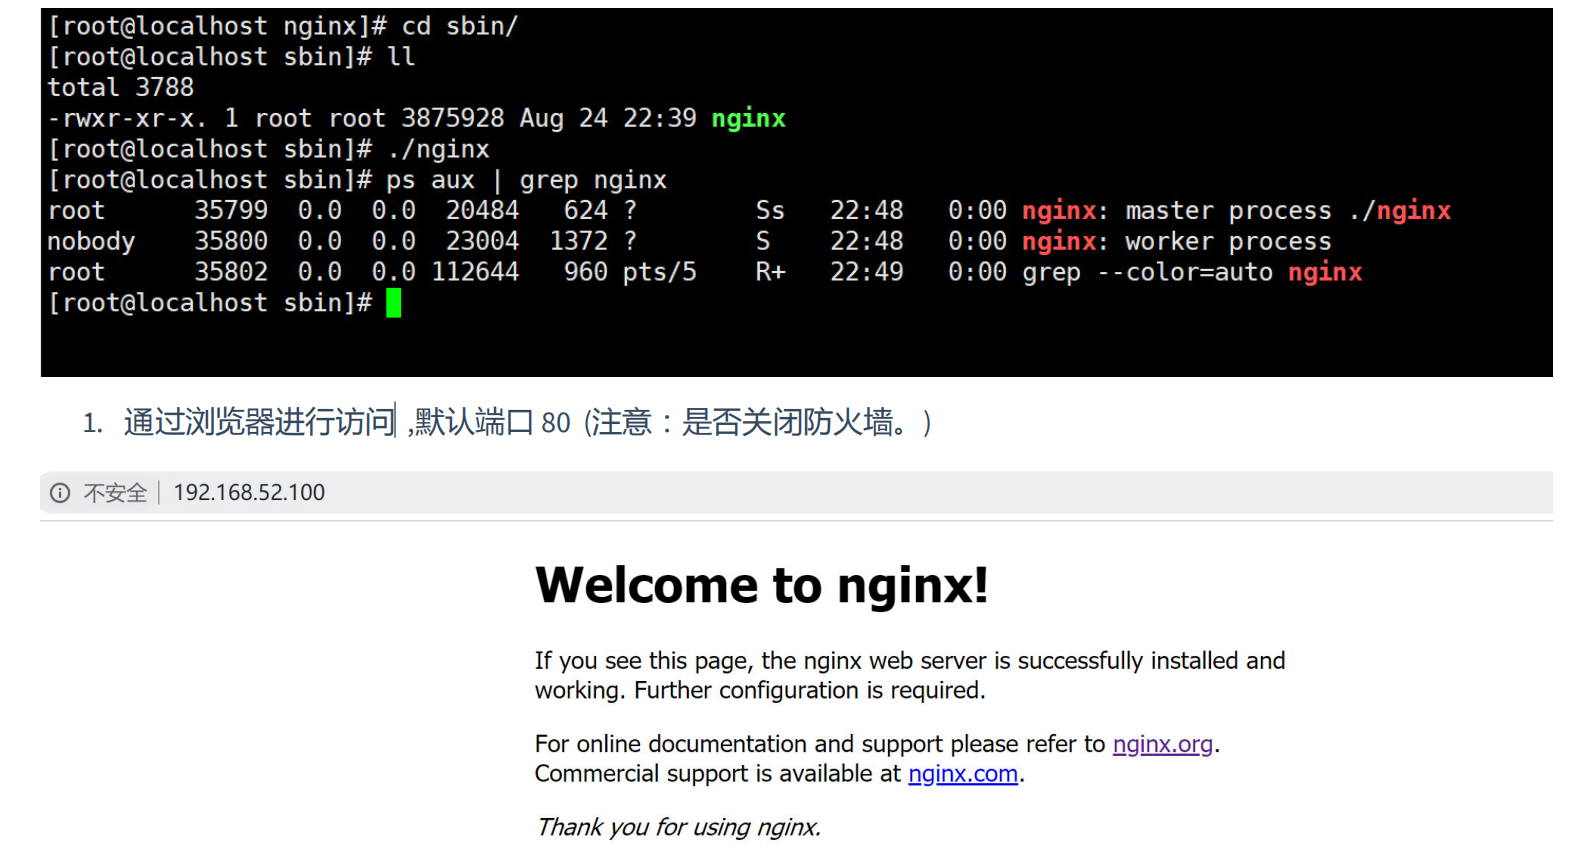 [root@localhost nginx]# cd sbin/
[root@localhost sbin]# ll
total 3788
-rwxr-xr-x. 1 root root 3875928 Aug 24 22:39 nginx
[root@localhost sbin]# ./nginx
[root@localhost sbin]# ps aux | grep nginx
root      35799  0.0  0.0  20484   624 ?        Ss   22:48   0:00 nginx: master process ./nginx
nobody    35800  0.0  0.0  23004  1372 ?        S    22:48   0:00 nginx: worker process
root      35802  0.0  0.0 112644   960 pts/5    R+   22:49   0:00 grep --color=auto nginx
[root@localhost sbin]#
1. 通过浏览器进行访问 ,默认端口 80 (注意：是否关闭防火墙。)
不安全 | 192.168.52.100
Welcome to nginx!
If you see this page, the nginx web server is successfully installed and
working. Further configuration is required.
For online documentation and support please refer to nginx.org.
Commercial support is available at nginx.com.
Thank you for using nginx.